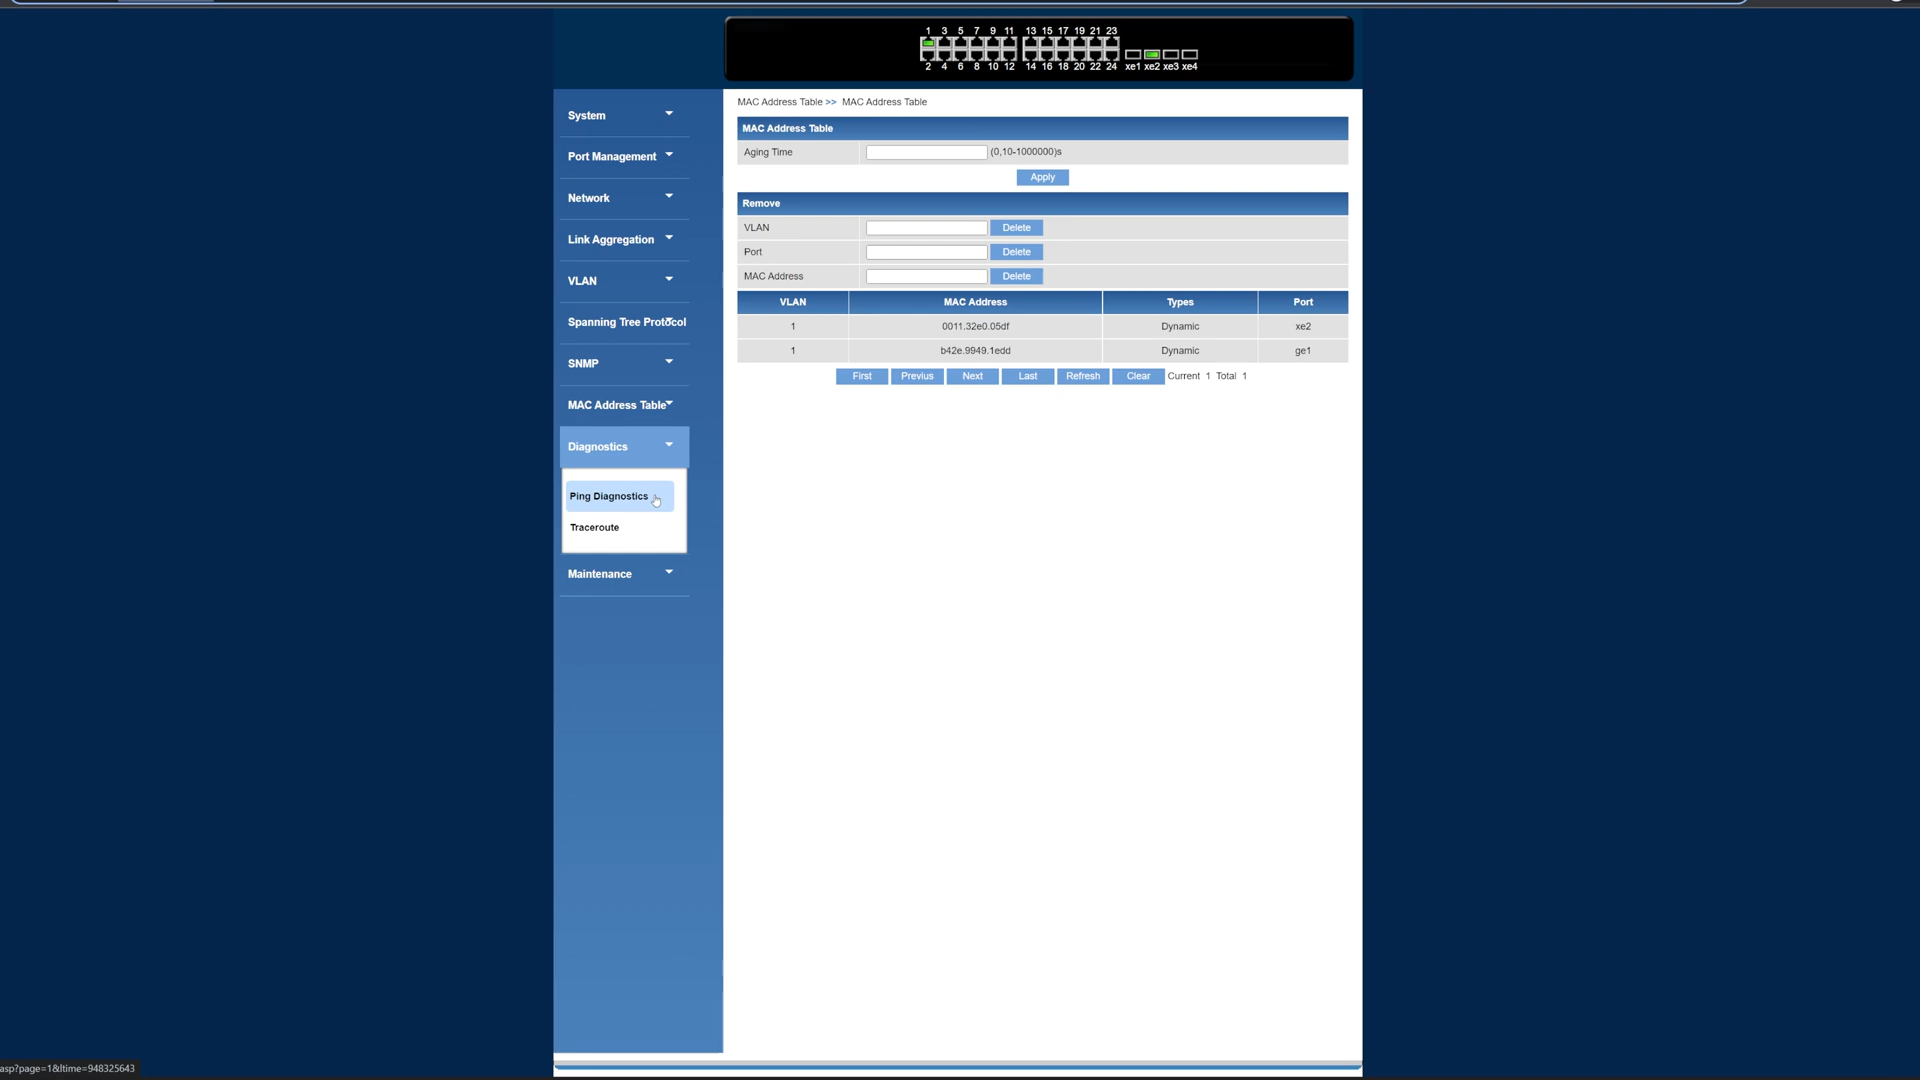 1 3 5 7 9 11 13 15 17 19 21 23
2 4 6 8 10 12 14 16 18 20 22 24 xe1 xe2 xe3 xe4
System
Port Management
Network
Link Aggregation
VLAN
Spanning Tree Protocol
SNMP
MAC Address Table
Diagnostics
Ping Diagnostics
Traceroute
Maintenance
MAC Address Table >> MAC Address Table
MAC Address Table
Aging Time (0,10-1000000)s
Apply
Remove
VLAN Delete
Port Delete
MAC Address Delete
VLAN MAC Address Types Port
1 0011.32e0.05df Dynamic xe2
1 b42e.9949.1edd Dynamic ge1
First Previus Next Last Refresh Clear Current 1 Total 1
asp?page=1&ltime=948325643